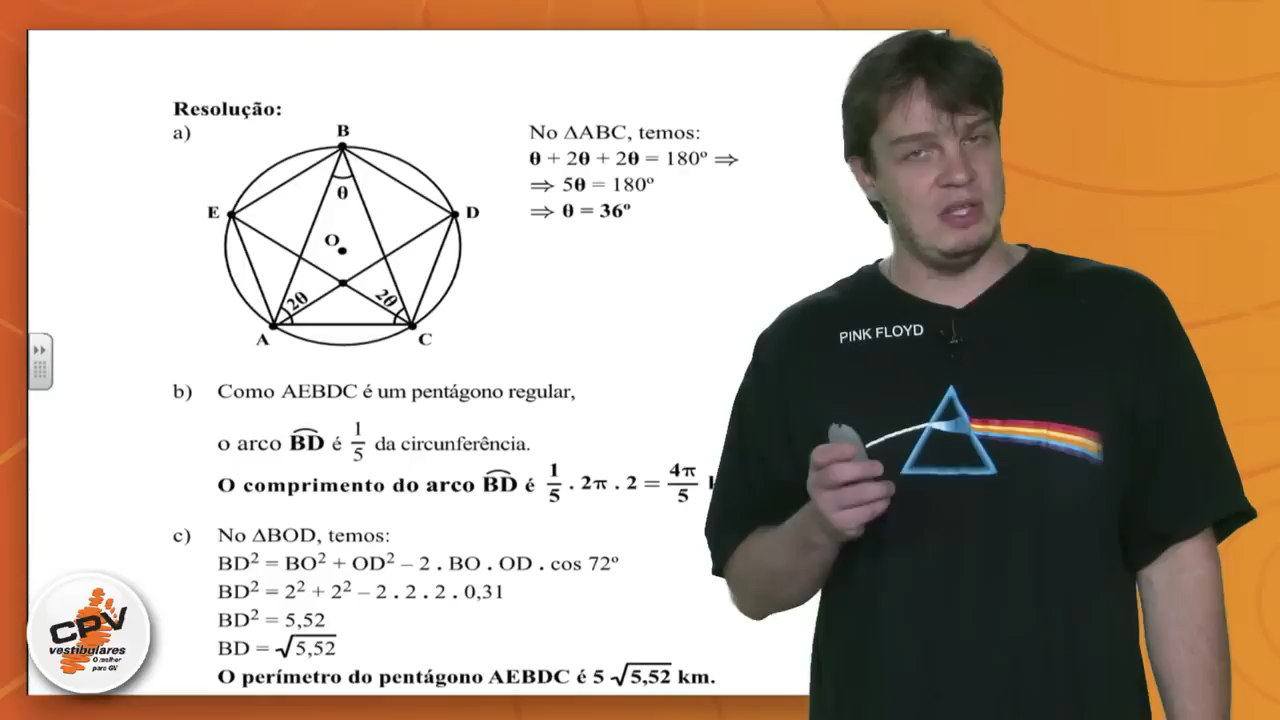 Resolução:
a)
B
θ
E
D
O
2θ
2θ
A
C
No ΔABC, temos:
θ + 2θ + 2θ = 180º ⇒
⇒ 5θ = 180º
⇒ θ = 36º
b) Como AEBDC é um pentágono regular,
o arco B͡D é 1/5 da circunferência.
O comprimento do arco B͡D é 1/5 . 2π . 2 = 4π/5
c) No ΔBOD, temos:
BD² = BO² + OD² – 2 . BO . OD . cos 72º
BD² = 2² + 2² – 2 . 2 . 2 . 0,31
BD² = 5,52
BD = √5,52
O perímetro do pentágono AEBDC é 5 √5,52 km.
PINK FLOYD
CPV
vestibulares
O melhor
para GV